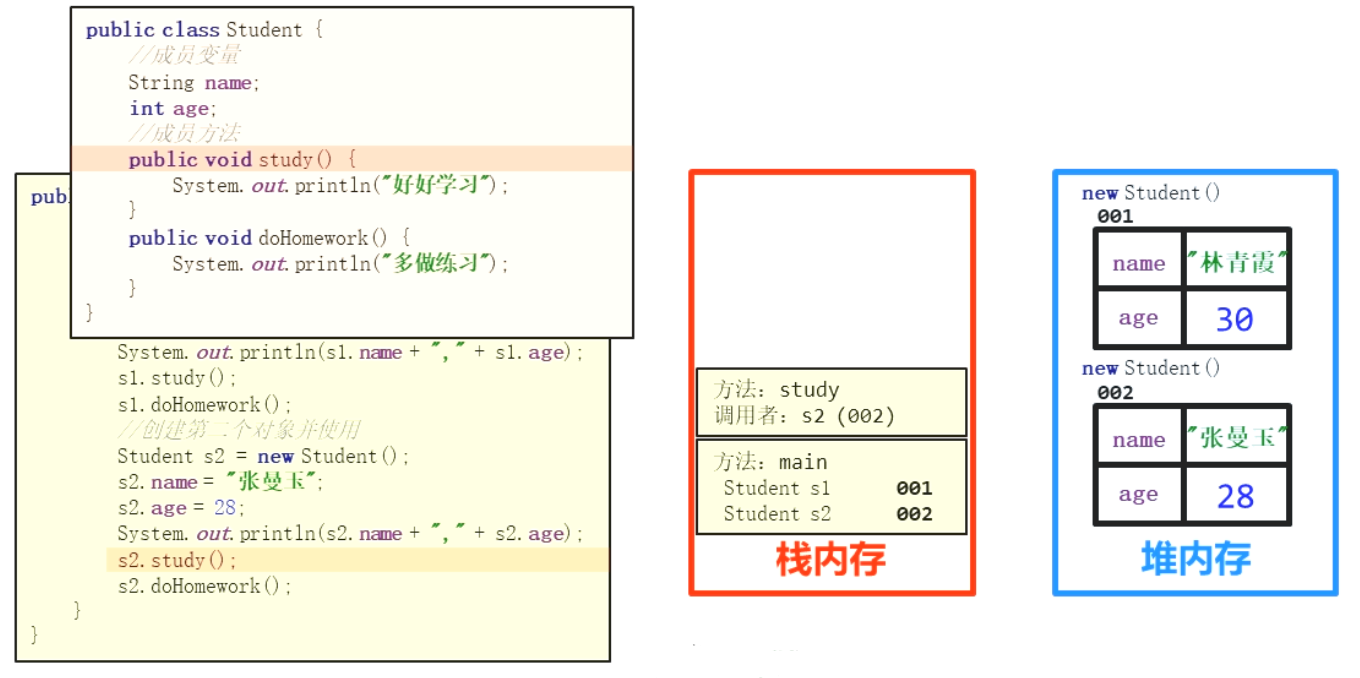 public class Student {
//成员变量
String name;
int age;
//成员方法
public void study() {
System.out.println("好好学习");
}
public void doHomework() {
System.out.println("多做练习");
}
}
publ
System.out.println(s1.name + "," + s1.age);
s1.study();
s1.doHomework();
//创建第二个对象并使用
Student s2 = new Student();
s2.name = "张曼玉";
s2.age = 28;
System.out.println(s2.name + "," + s2.age);
s2.study();
s2.doHomework();
}
}
方法：study
调用者：s2 (002)
方法：main
Student s1 001
Student s2 002
栈内存
new Student()
001
name "林青霞"
age 30
new Student()
002
name "张曼玉"
age 28
堆内存